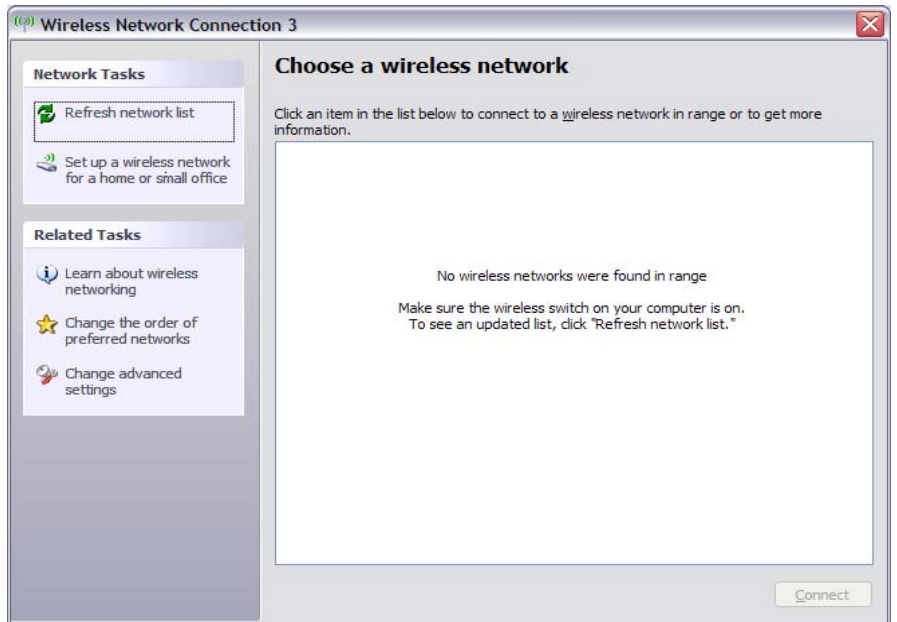 Wireless Network Connection 3
Network Tasks
Refresh network list
Set up a wireless network
for a home or small office
Related Tasks
Learn about wireless
networking
Change the order of
preferred networks
Change advanced
settings
Choose a wireless network
Click an item in the list below to connect to a wireless network in range or to get more
information.
No wireless networks were found in range
Make sure the wireless switch on your computer is on.
To see an updated list, click "Refresh network list."
Connect